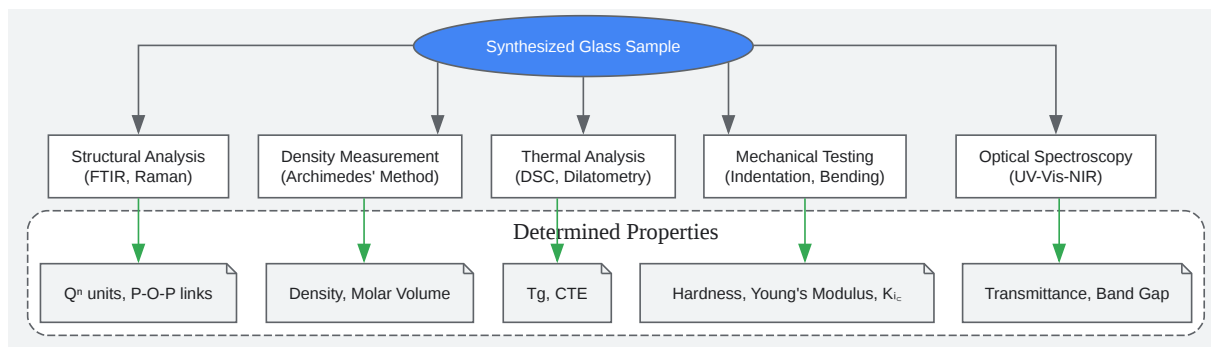 Synthesized Glass Sample
Structural Analysis
(FTIR, Raman)
Density Measurement
(Archimedes' Method)
Thermal Analysis
(DSC, Dilatometry)
Mechanical Testing
(Indentation, Bending)
Optical Spectroscopy
(UV-Vis-NIR)
Determined Properties
Qⁿ units, P-O-P links
Density, Molar Volume
Tg, CTE
Hardness, Young's Modulus, Kᵢ꜀
Transmittance, Band Gap